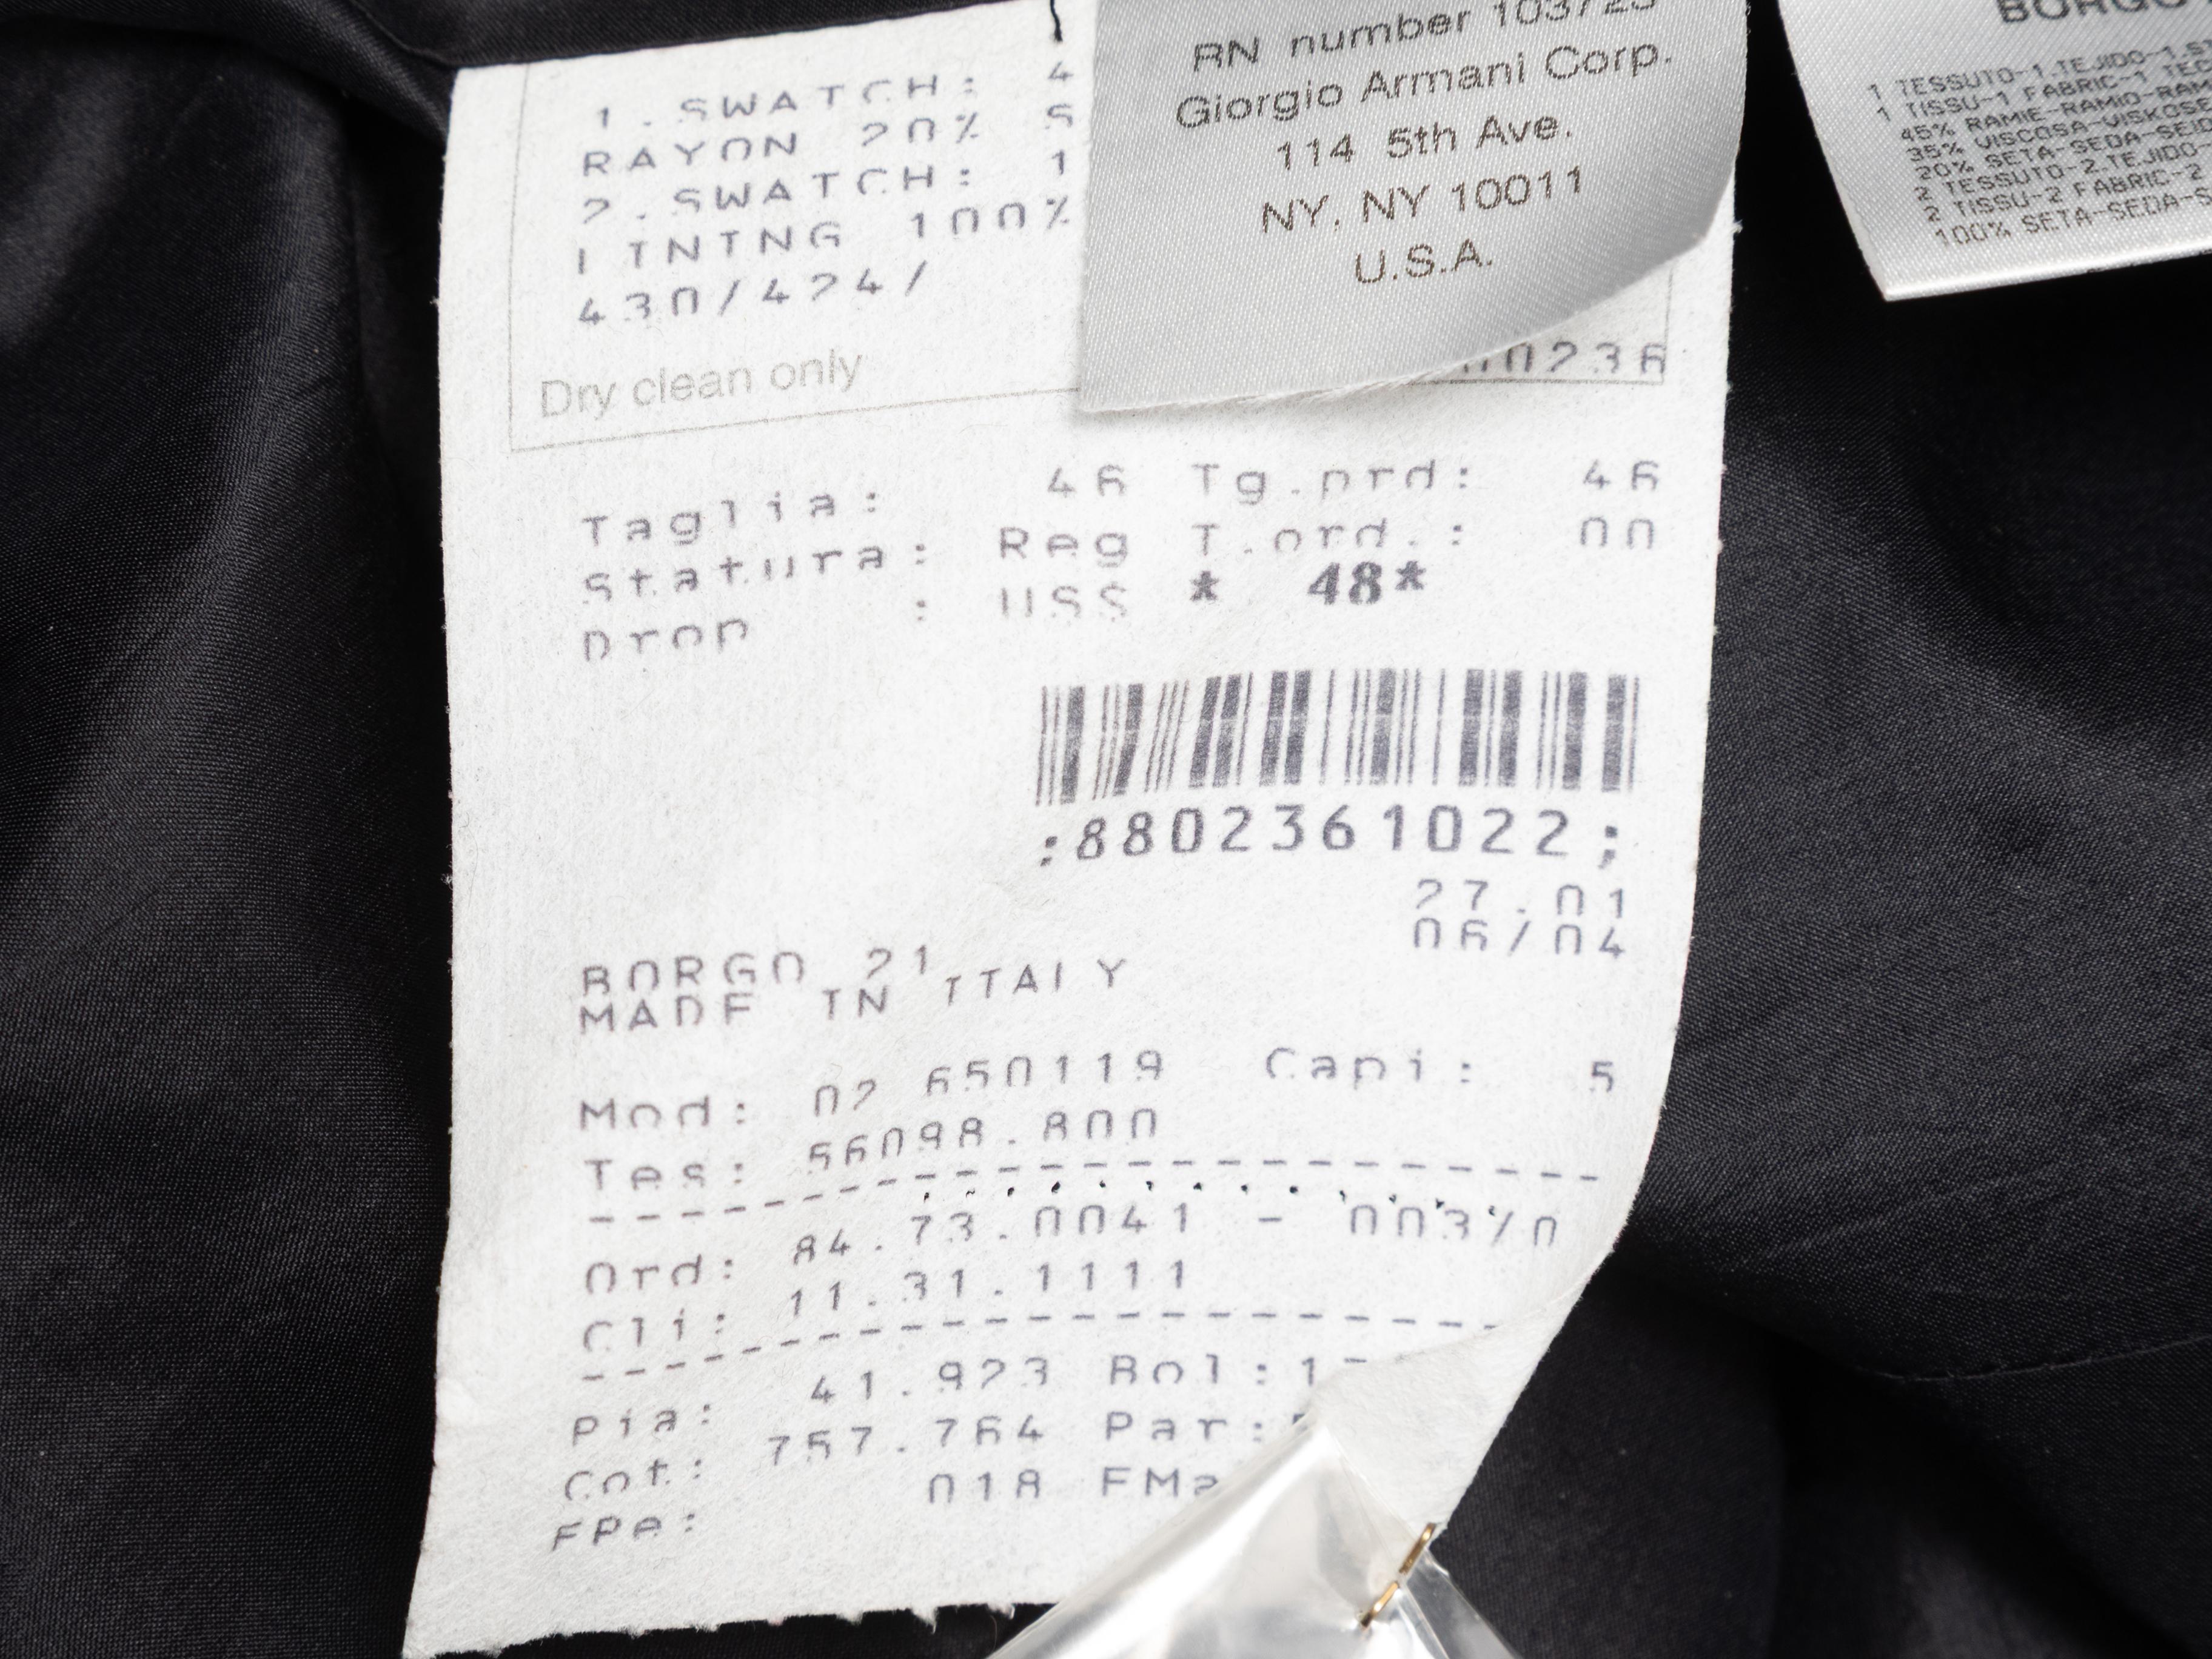 1.SWATCH: 4
RAYON 20% S
2.SWATCH: 1
LINING 100%
430/424/
Dry clean only
0236
RN number 103723
Giorgio Armani Corp.
114 5th Ave.
NY, NY 10011
U.S.A.
BORGO
1 TESSUTO-1.TEJIDO-1.ST
1 TISSU-1 FABRIC-1 TEC
45% RAMIE-RAMIO-RAM
35% VISCOSA-VISKOSE
20% SETA-SEDA-SEID
2 TESSUTO-2.TEJIDO-
2 TISSU-2 FABRIC-2
100% SETA-SEDA-S
Taglia: 46 Tg.prd: 46
Statura: Reg T.ord.: 00
Drop : US$ * 48*
:8802361022;
27.01
06/04
BORGO 21
MADE IN ITALY
Mod: 02 650119 Capi: 5
Tes: 56098.800
Ord: 84.73.0041 - 003/0
Cli: 11.31.1111
Pia: 41.923 Bol:1
Cot: 757.764 Par:
FPe: 018 FMa